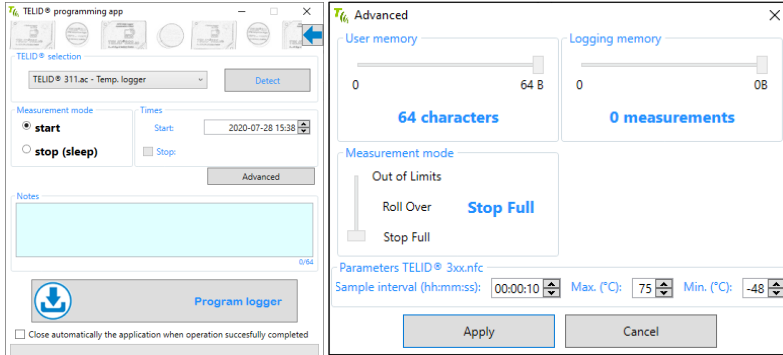 TELID® programming app
TELID® selection
TELID® 311.ac - Temp. logger
Detect
Measurement mode
start
stop (sleep)
Times
Start:
2020-07-28 15:38
Stop:
Advanced
Notes
0/64
Program logger
Close automatically the application when operation succesfully completed
Advanced
User memory
0
64 B
64 characters
Logging memory
0
0B
0 measurements
Measurement mode
Out of Limits
Roll Over
Stop Full
Stop Full
Parameters TELID® 3xx.nfc
Sample interval (hh:mm:ss):
00:00:10
Max. (°C):
75
Min. (°C):
-48
Apply
Cancel